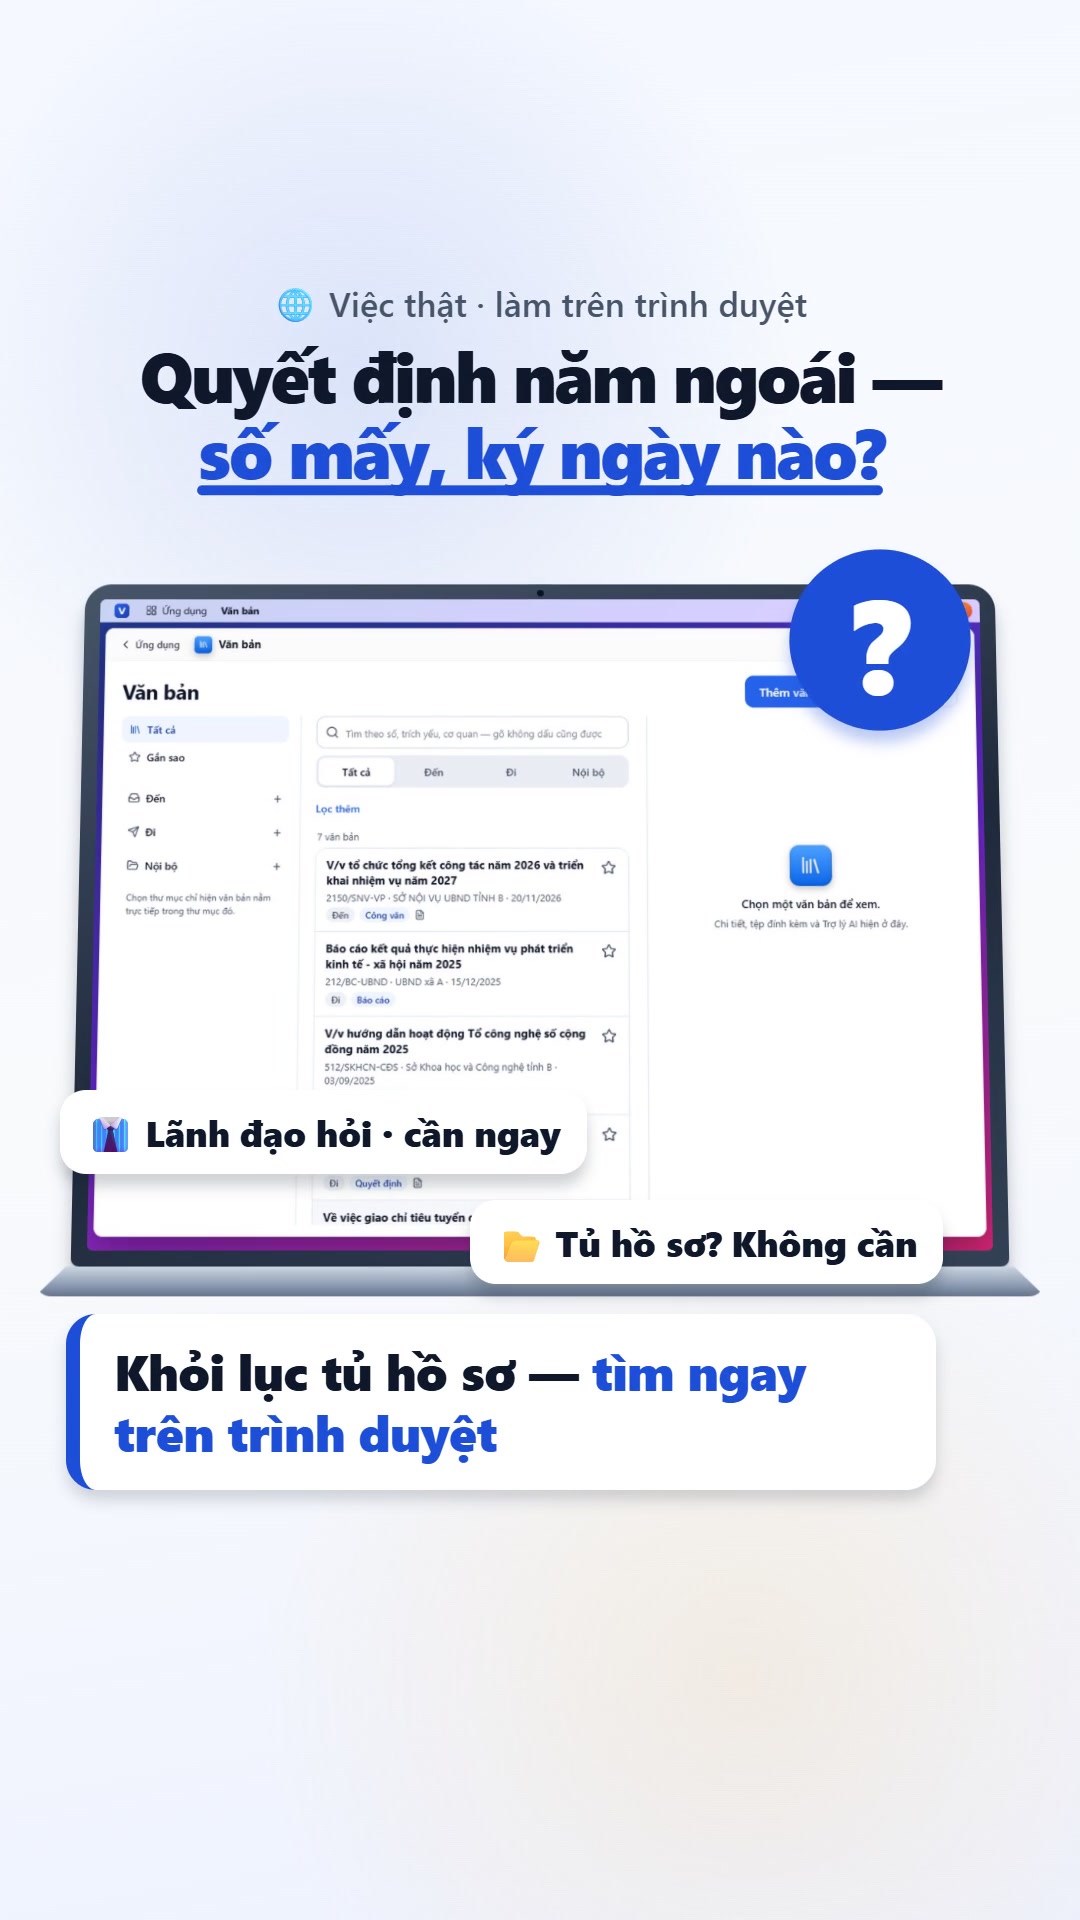 Việc thật · làm trên trình duyệt
Quyết định năm ngoái —
số mấy, ký ngày nào?
?
V Ứng dụng Văn bản
Ứng dụng Văn bản
Văn bản
Thêm
Tất cả
Gắn sao
Đến +
Đi +
Nội bộ +
Chọn thư mục chỉ hiện văn bản nằm
trực tiếp trong thư mục đó.
Tìm theo số, trích yếu, cơ quan — gõ không dấu cũng được
Tất cả Đến Đi Nội bộ
Lọc thêm
7 văn bản
V/v tổ chức tổng kết công tác năm 2026 và triển
khai nhiệm vụ năm 2027
2150/SNV-VP · SỞ NỘI VỤ UBND TỈNH B · 20/11/2026
Đến Công văn
Báo cáo kết quả thực hiện nhiệm vụ phát triển
kinh tế - xã hội năm 2025
212/BC-UBND · UBND xã A · 15/12/2025
Đi Báo cáo
V/v hướng dẫn hoạt động Tổ công nghệ số cộng
đồng năm 2025
512/SKHCN-CĐS · Sở Khoa học và Công nghệ tỉnh B ·
03/09/2025
Đi Quyết định
Về việc giao chỉ tiêu tuyển
Chọn một văn bản để xem.
Chi tiết, tệp đính kèm và Trợ lý AI hiện ở đây.
Lãnh đạo hỏi · cần ngay
Tủ hồ sơ? Không cần
Khỏi lục tủ hồ sơ — tìm ngay
trên trình duyệt